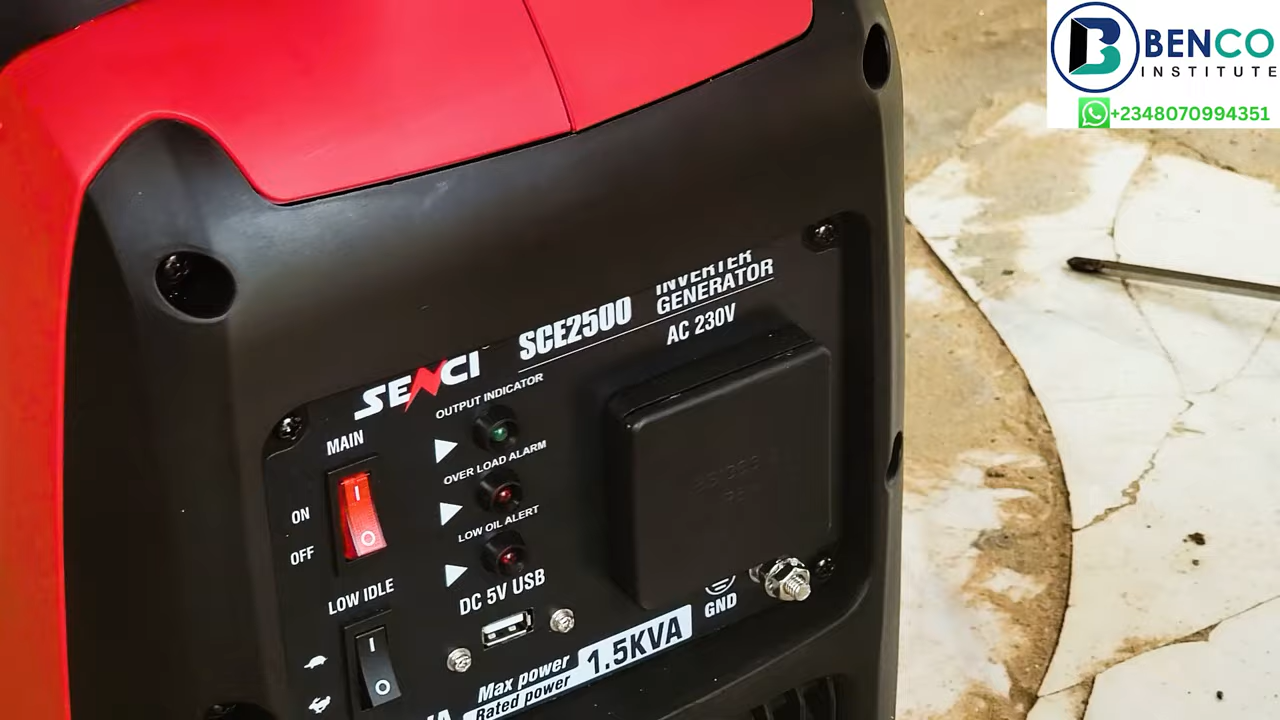 BENCO
INSTITUTE
+2348070994351
INVERTER
GENERATOR
SENCI SCE2500
AC 230V
OUTPUT INDICATOR
MAIN
OVER LOAD ALARM
ON
LOW OIL ALERT
OFF
DC 5V USB
LOW IDLE
GND
I
O
I
O
Max power
Rated power
1.5KVA